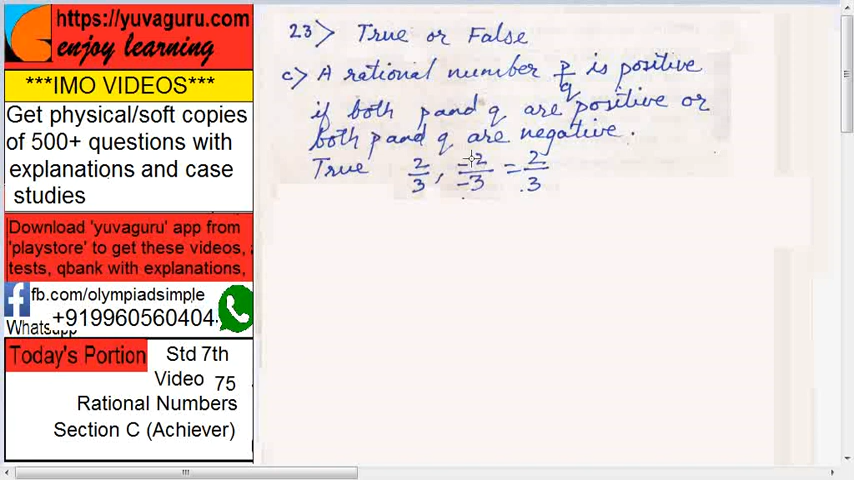 https://yuvaguru.com
enjoy learning
***IMO VIDEOS***
Get physical/soft copies
of 500+ questions with
explanations and case
studies
Download 'yuvaguru' app from
'playstore' to get these videos,
tests, qbank with explanations,
fb.com/olympiadsimple
Whatsapp +919960560404
Today's Portion Std 7th
Video 75
Rational Numbers
Section C (Achiever)
23> True or False
c> A rational number p/q is positive
if both p and q are positive or
both p and q are negative.
True 2/3, -2/-3 = 2/3